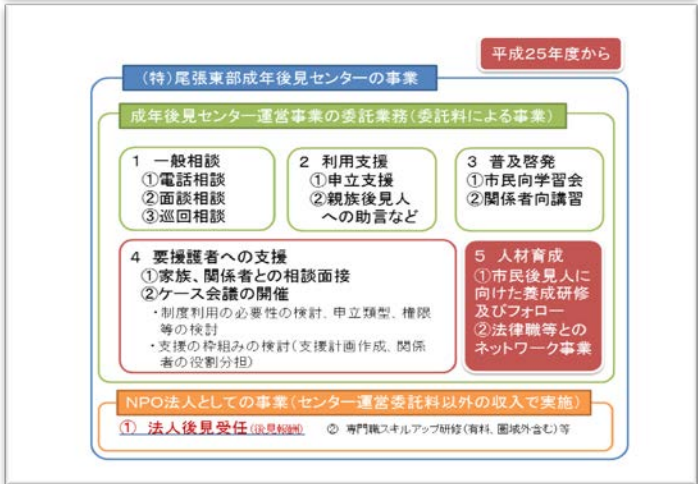 平成25年度から
(特)尾張東部成年後見センターの事業
成年後見センター運営事業の委託業務(委託料による事業)
1 一般相談
①電話相談
②面談相談
③巡回相談
2 利用支援
①申立支援
②親族後見人
への助言など
3 普及啓発
①市民向学習会
②関係者向講習
4 要援護者への支援
①家族、関係者との相談面接
②ケース会議の開催
・制度利用の必要性の検討、申立類型、権限
等の検討
・支援の枠組みの検討(支援計画作成、関係
者の役割分担)
5 人材育成
①市民後見人に
向けた養成研修
及びフォロー
②法律職等との
ネットワーク事業
NPO法人としての事業(センター運営委託料以外の収入で実施)
① 法人後見受任(後見報酬) ② 専門職スキルアップ研修(有料、圏域外含む)等